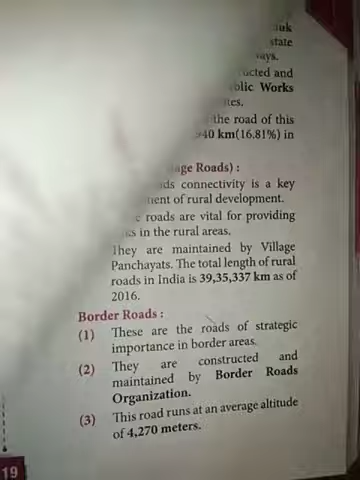 state
ucted and
blic Works
the road of this
940 km(16.81%) in
age Roads) :
ds connectivity is a key
ent of rural development.
roads are vital for providing
s in the rural areas.
They are maintained by Village
Panchayats. The total length of rural
roads in India is 39,35,337 km as of
2016.
Border Roads :
(1) These are the roads of strategic
importance in border areas.
(2) They are constructed and
maintained by Border Roads
Organization.
(3) This road runs at an average altitude
of 4,270 meters.
19